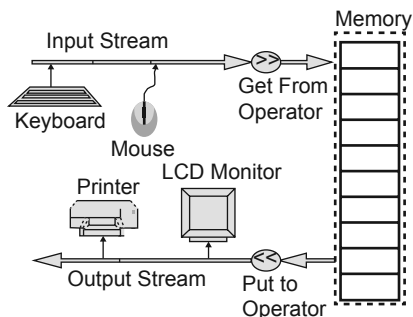 Memory
Input Stream
>>
Get From
Operator
Keyboard
Mouse
Printer
LCD Monitor
<<
Output Stream
Put to
Operator